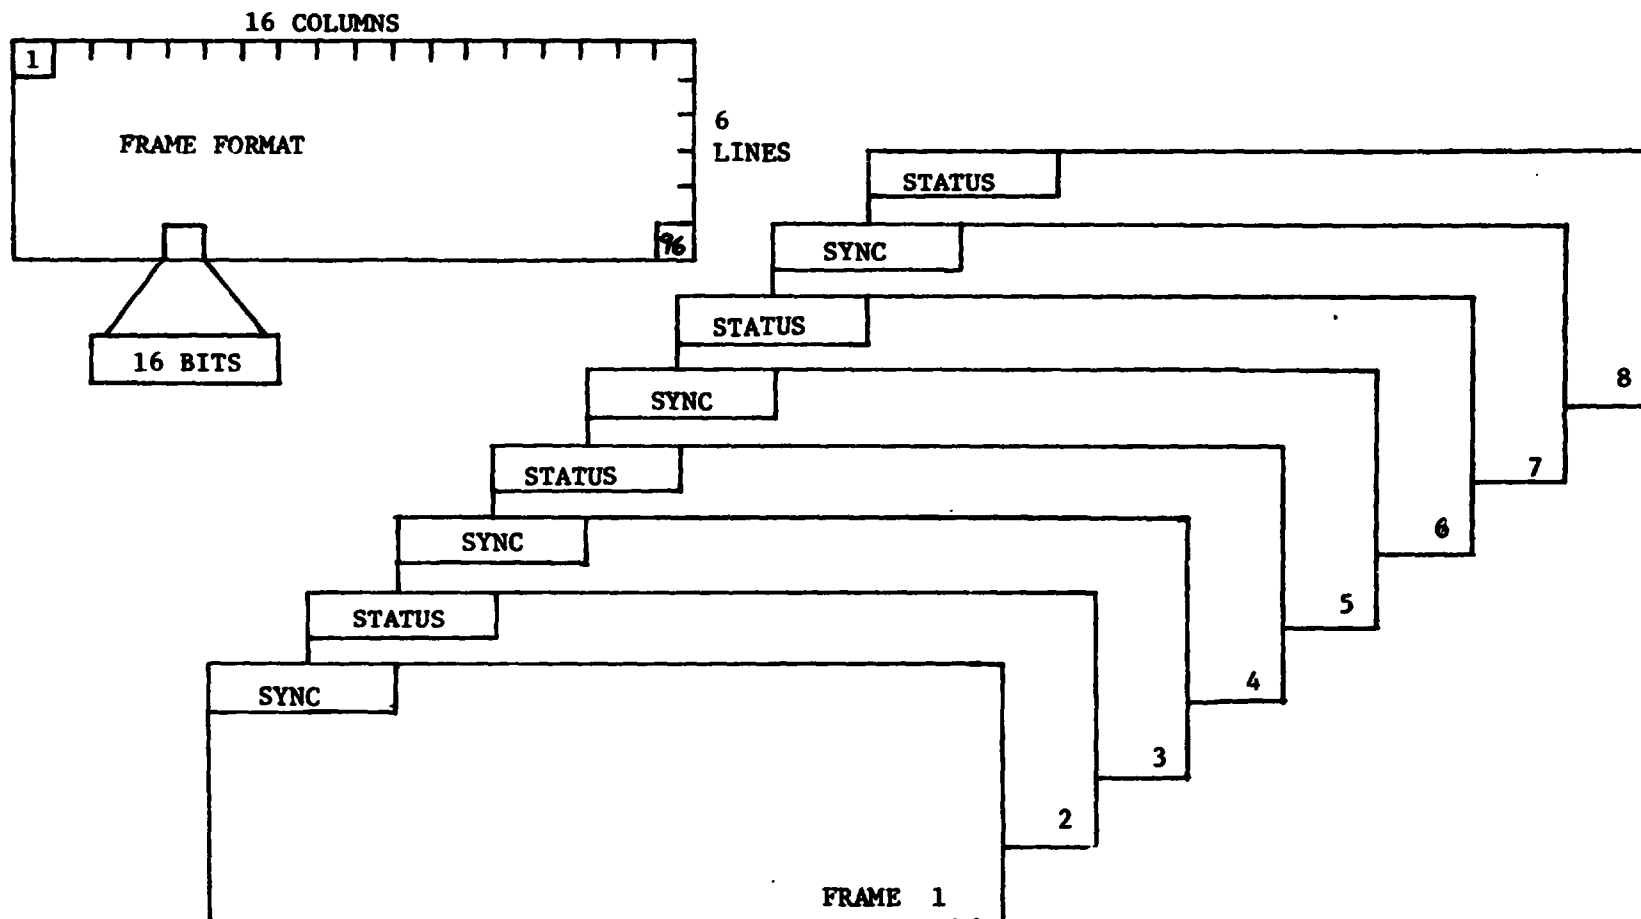 16 COLUMNS
1
6
LINES
FRAME FORMAT
96
16 BITS
STATUS
SYNC
STATUS
8
SYNC
7
STATUS
6
SYNC
5
STATUS
4
SYNC
3
2
FRAME 1